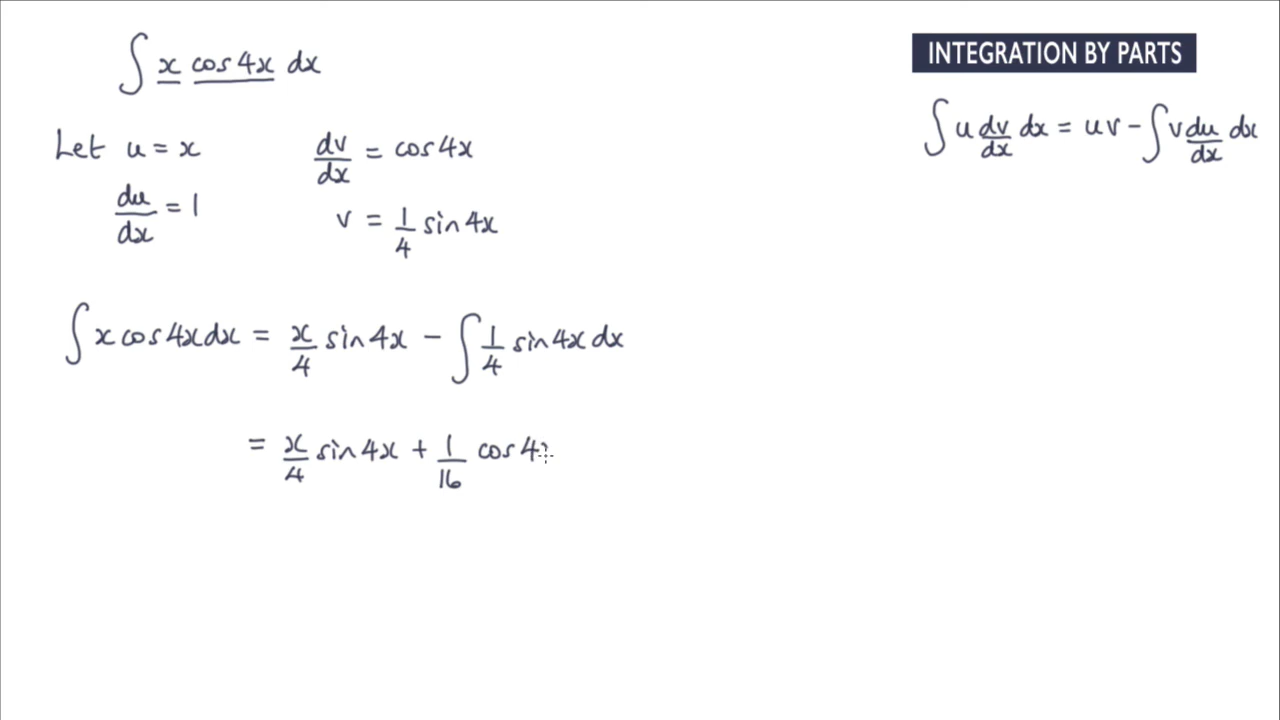 ∫ x cos 4x dx
INTEGRATION BY PARTS
∫ u dv/dx dx = uv − ∫ v du/dx dx
Let u = x    dv/dx = cos 4x
du/dx = 1    v = 1/4 sin 4x
∫ x cos 4x dx = x/4 sin 4x − ∫ 1/4 sin 4x dx
= x/4 sin 4x + 1/16 cos 4